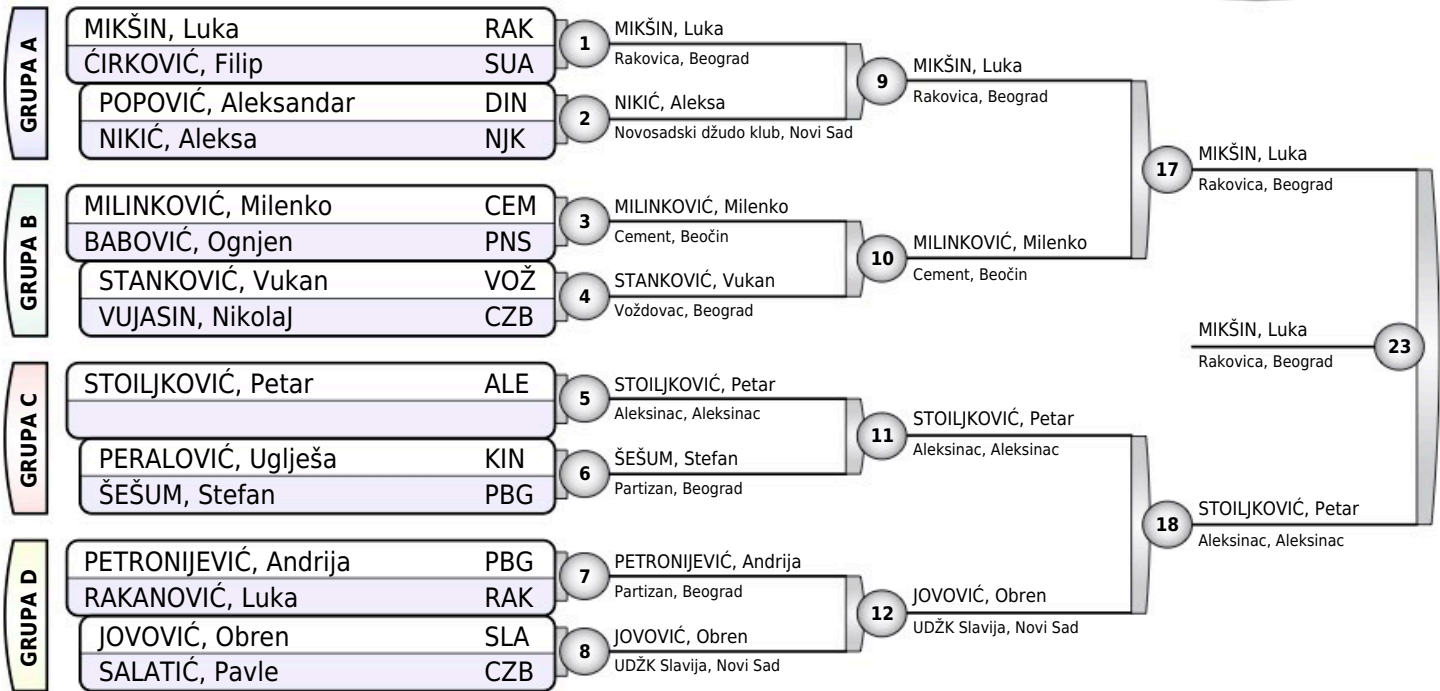 GRUPA A
MIKŠIN, Luka RAK
ĆIRKOVIĆ, Filip SUA
POPOVIĆ, Aleksandar DIN
NIKIĆ, Aleksa NJK
GRUPA B
MILINKOVIĆ, Milenko CEM
BABOVIĆ, Ognjen PNS
STANKOVIĆ, Vukan VOŽ
VUJASIN, NikolaJ CZB
GRUPA C
STOILJKOVIĆ, Petar ALE
PERALOVIĆ, Uglješa KIN
ŠEŠUM, Stefan PBG
GRUPA D
PETRONIJEVIĆ, Andrija PBG
RAKANOVIĆ, Luka RAK
JOVOVIĆ, Obren SLA
SALATIĆ, Pavle CZB
1 MIKŠIN, Luka
Rakovica, Beograd
2 NIKIĆ, Aleksa
Novosadski džudo klub, Novi Sad
3 MILINKOVIĆ, Milenko
Cement, Beočin
4 STANKOVIĆ, Vukan
Voždovac, Beograd
5 STOILJKOVIĆ, Petar
Aleksinac, Aleksinac
6 ŠEŠUM, Stefan
Partizan, Beograd
7 PETRONIJEVIĆ, Andrija
Partizan, Beograd
8 JOVOVIĆ, Obren
UDŽK Slavija, Novi Sad
9 MIKŠIN, Luka
Rakovica, Beograd
10 MILINKOVIĆ, Milenko
Cement, Beočin
11 STOILJKOVIĆ, Petar
Aleksinac, Aleksinac
12 JOVOVIĆ, Obren
UDŽK Slavija, Novi Sad
17 MIKŠIN, Luka
Rakovica, Beograd
18 STOILJKOVIĆ, Petar
Aleksinac, Aleksinac
MIKŠIN, Luka 23
Rakovica, Beograd